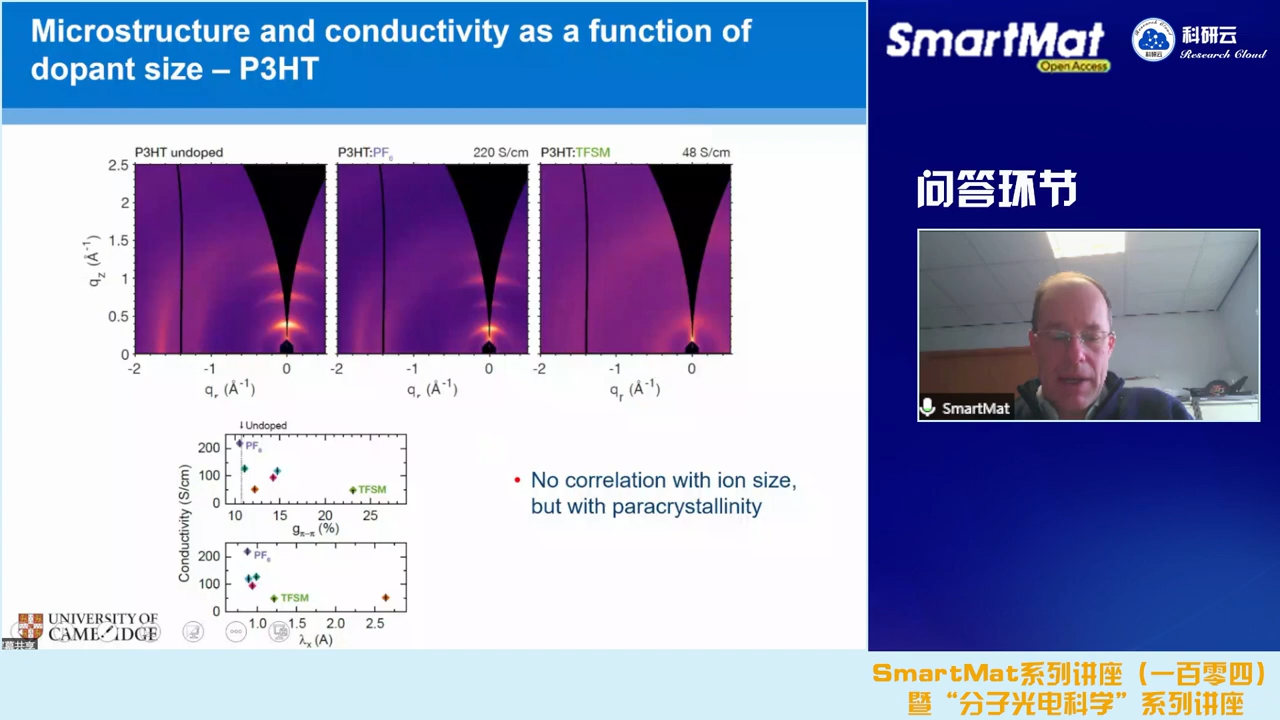 Microstructure and conductivity as a function of
dopant size – P3HT
SmartMat
Open Access
科研云
Research Cloud
问答环节
SmartMat
P3HT undoped
P3HT:PF6 220 S/cm
P3HT:TFSM 48 S/cm
2.5
2
1.5
1
0.5
0
qz (Å-1)
-2 -1 0
-2 -1 0
-2 -1 0
qr (Å-1)
qr (Å-1)
qr (Å-1)
↓Undoped
200
100
0
PF6
TFSM
10 15 20 25
gπ–π (%)
Conductivity (S/cm)
200
100
0
PF6
TFSM
1.0 1.5 2.0 2.5
λx (A)
• No correlation with ion size,
but with paracrystallinity
UNIVERSITY OF
CAMBRIDGE
SmartMat系列讲座（一百零四）
暨“分子光电科学”系列讲座